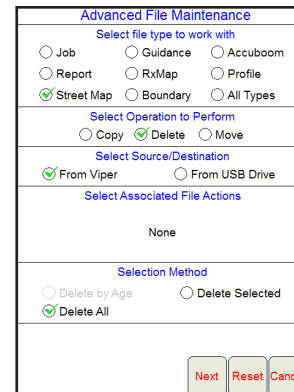 Advanced File Maintenance
Select file type to work with
Job Guidance Accuboom
Report RxMap Profile
Street Map Boundary All Types
Select Operation to Perform
Copy Delete Move
Select Source/Destination
From Viper From USB Drive
Select Associated File Actions
None
Selection Method
Delete by Age Delete Selected
Delete All
Next Reset Canc